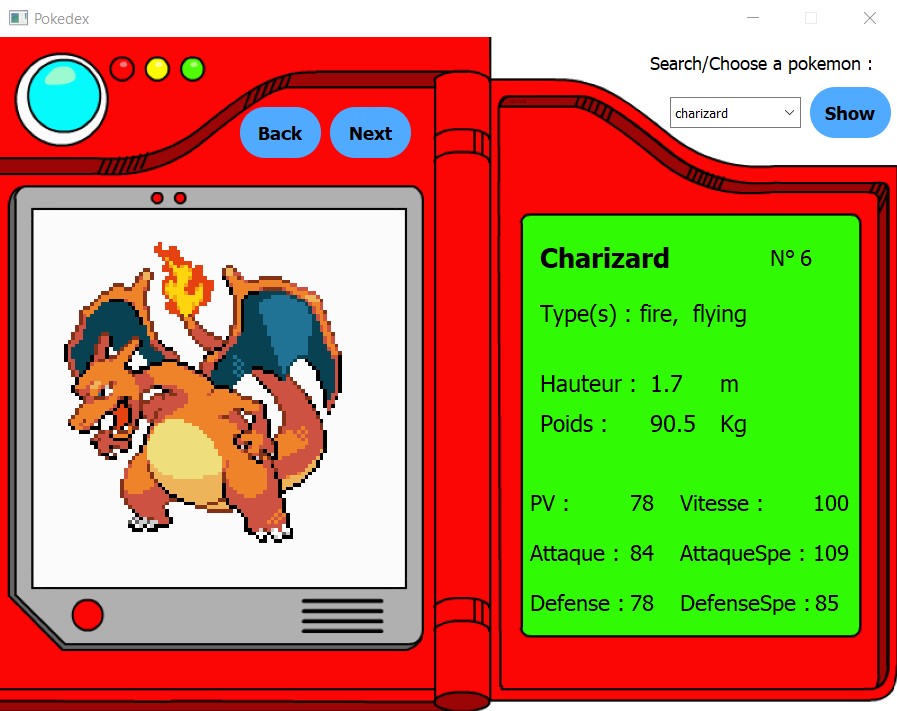 Pokedex
Search/Choose a pokemon :
charizard
Show
Back
Next
Charizard N° 6
Type(s) : fire, flying
Hauteur : 1.7 m
Poids : 90.5 Kg
PV : 78 Vitesse : 100
Attaque : 84 AttaqueSpe : 109
Defense : 78 DefenseSpe : 85